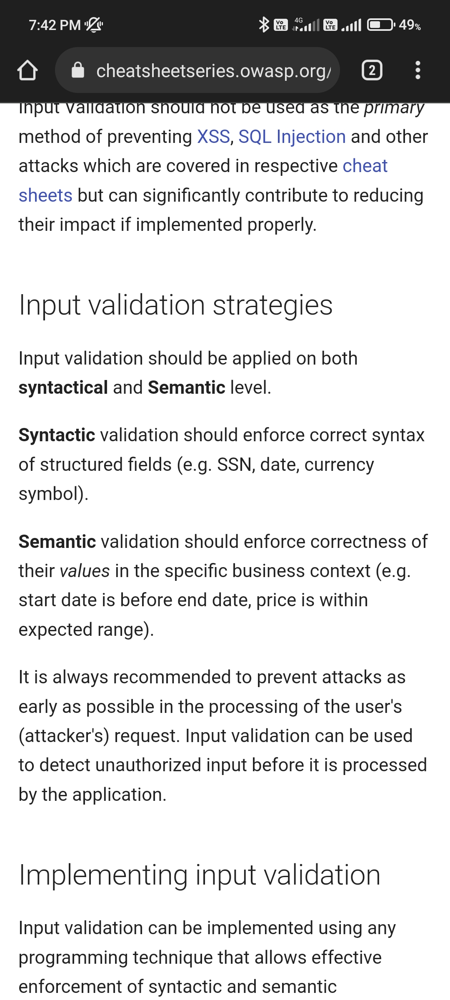 7:42 PM
Vo LTE 4G Vo LTE 49%
cheatsheetseries.owasp.org/
2
Input Validation should not be used as the primary
method of preventing XSS, SQL Injection and other
attacks which are covered in respective cheat
sheets but can significantly contribute to reducing
their impact if implemented properly.
Input validation strategies
Input validation should be applied on both
syntactical and Semantic level.
Syntactic validation should enforce correct syntax
of structured fields (e.g. SSN, date, currency
symbol).
Semantic validation should enforce correctness of
their values in the specific business context (e.g.
start date is before end date, price is within
expected range).
It is always recommended to prevent attacks as
early as possible in the processing of the user's
(attacker's) request. Input validation can be used
to detect unauthorized input before it is processed
by the application.
Implementing input validation
Input validation can be implemented using any
programming technique that allows effective
enforcement of syntactic and semantic